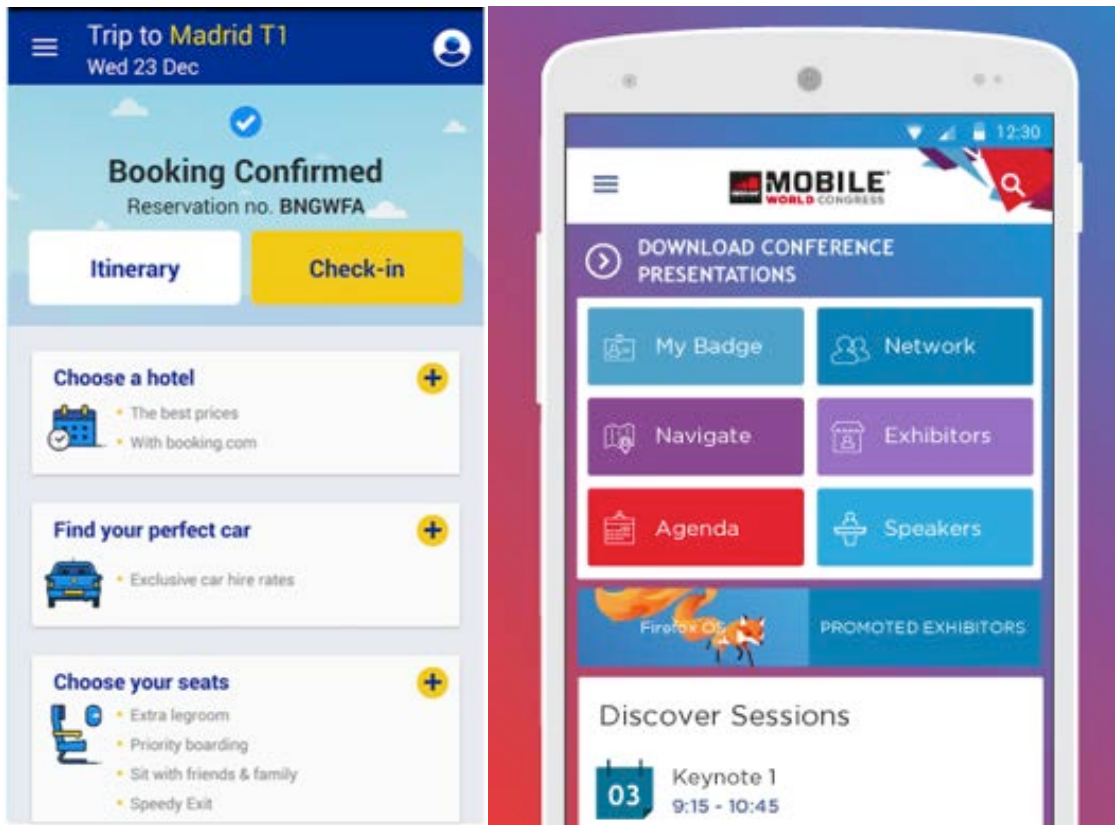 Trip to Madrid T1
Wed 23 Dec
Booking Confirmed
Reservation no. BNGWFA
Itinerary
Check-in
Choose a hotel
The best prices
With booking.com
Find your perfect car
Exclusive car hire rates
Choose your seats
Extra legroom
Priority boarding
Sit with friends & family
Speedy Exit
12:30
MOBILE
WORLD CONGRESS
DOWNLOAD CONFERENCE
PRESENTATIONS
My Badge
Network
Navigate
Exhibitors
Agenda
Speakers
Firefox OS
PROMOTED EXHIBITORS
Discover Sessions
03
Keynote 1
9:15 - 10:45